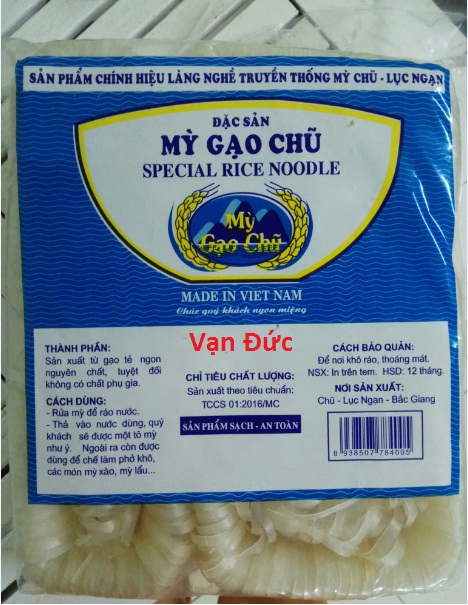 SẢN PHẨM CHÍNH HIỆU LÀNG NGHỀ TRUYỀN THỐNG MỲ CHŨ - LỤC NGẠN
ĐẶC SẢN
MỲ GẠO CHŨ
SPECIAL RICE NOODLE
Mỳ
Gạo Chũ
MADE IN VIET NAM
Chúc quý khách ngon miệng
Vạn Đức
THÀNH PHẦN:
Sản xuất từ gạo tẻ ngon
nguyên chất, tuyệt đối
không có chất phụ gia.
CÁCH DÙNG:
- Rửa mỳ để ráo nước.
- Thả vào nước dùng, quý
khách sẽ được một tô mỳ
như ý. Ngoài ra còn được
dùng để chế làm phở khô,
các món mỳ xào, mỳ lẩu...
CHỈ TIÊU CHẤT LƯỢNG:
Sản xuất theo tiêu chuẩn:
TCCS 01:2016/MC
SẢN PHẨM SẠCH - AN TOÀN
CÁCH BẢO QUẢN:
Để nơi khô ráo, thoáng mát.
NSX: In trên tem. HSD: 12 tháng.
NƠI SẢN XUẤT:
Chũ - Lục Ngạn - Bắc Giang
8 938507 784005